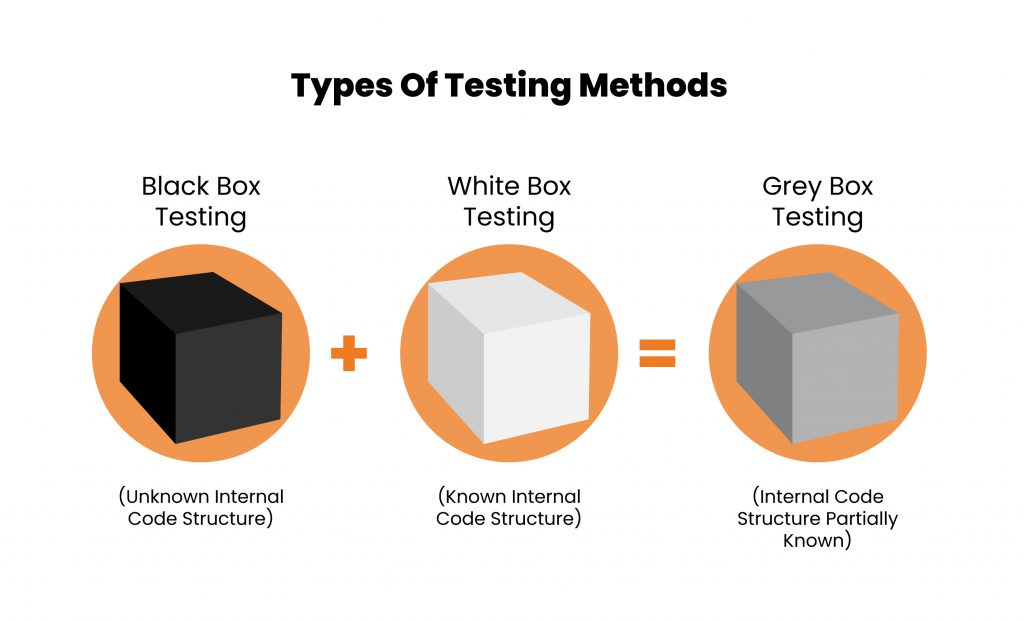 Types Of Testing Methods
Black Box
Testing
(Unknown Internal
Code Structure)
+
White Box
Testing
(Known Internal
Code Structure)
=
Grey Box
Testing
(Internal Code
Structure Partially
Known)